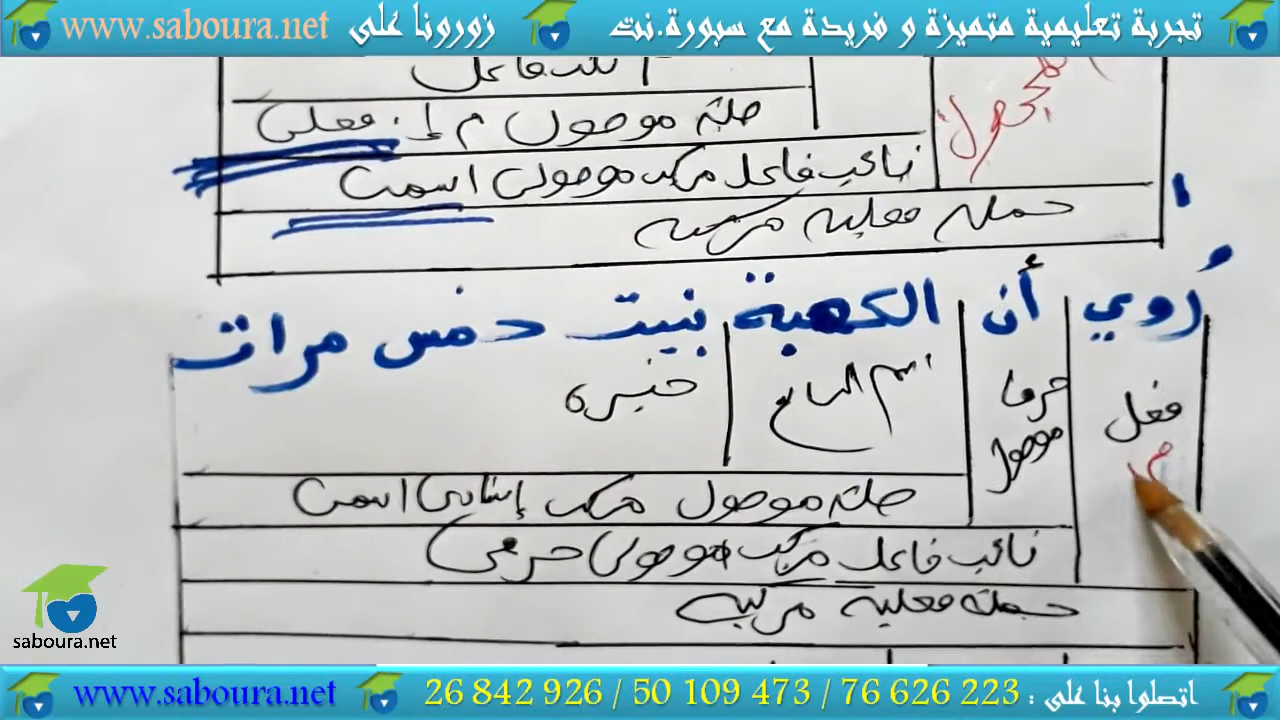 تجربة تعليمية متميزة و فريدة مع سبورة.نت زورونا على www.saboura.net
صلة موصول م إ. فعلي
نائب فاعل مركب موصولي اسمي
جملة فعلية مركبة
رُوي أن الكعبة بنيت خمس مرات
فعل حرف موصول اسم الناسخ خبره
صلة موصول مركب إسنادي اسمي
نائب فاعل مركب موصولي حرفي
جملة فعلية مركبة
saboura.net
اتصلوا بنا على : 223 626 76 / 473 109 50 / 926 842 26 www.saboura.net